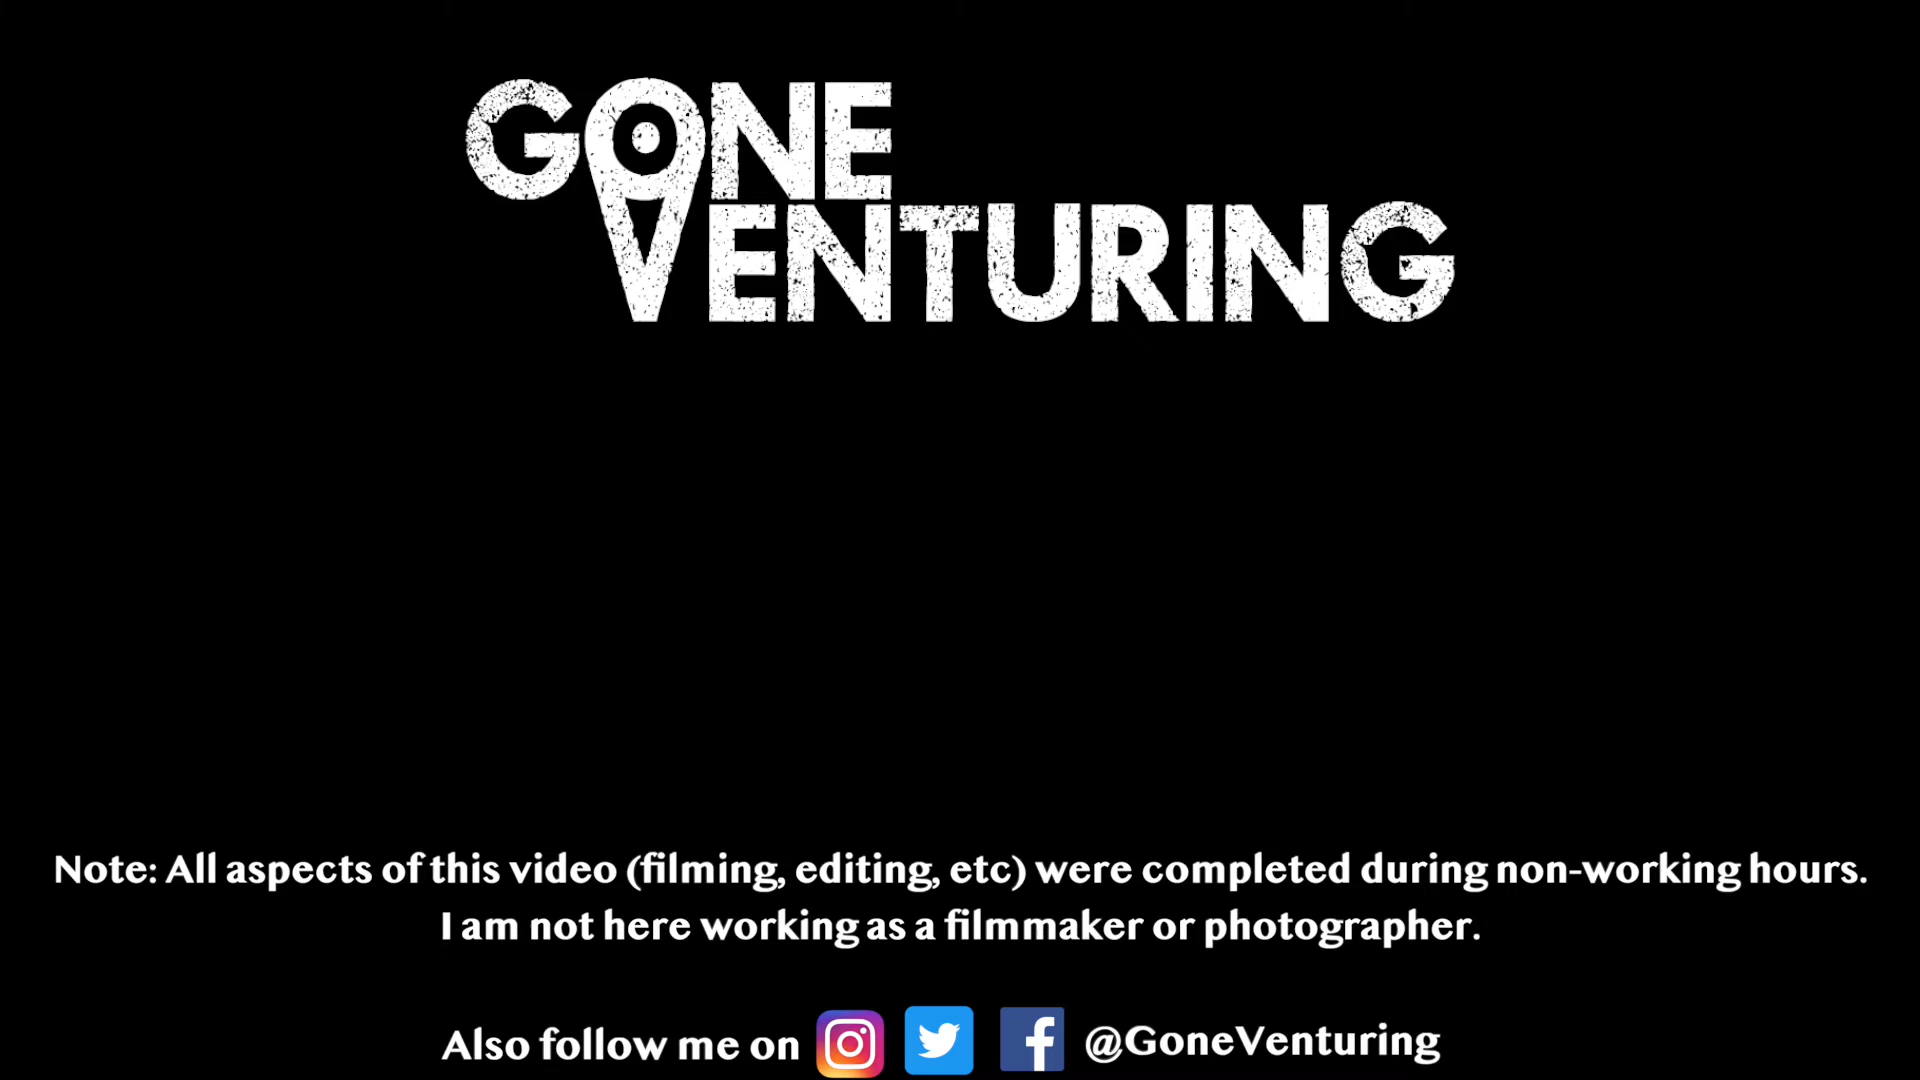 GONE
VENTURING
Note: All aspects of this video (filming, editing, etc) were completed during non-working hours.
I am not here working as a filmmaker or photographer.
Also follow me on @GoneVenturing